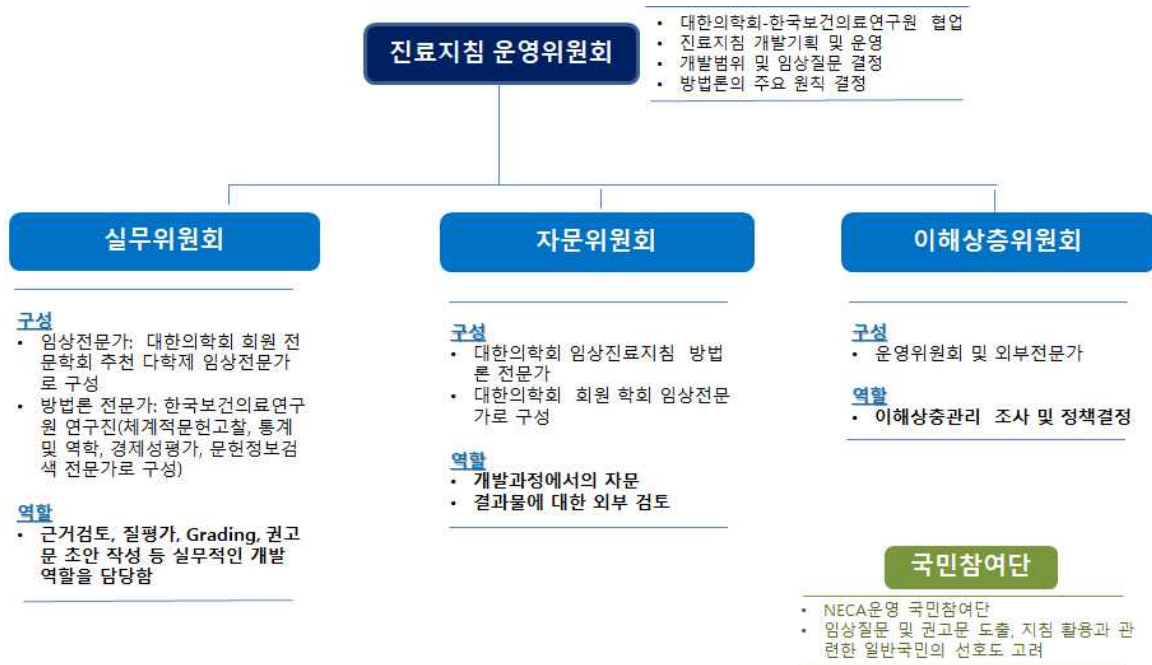 진료지침 운영위원회
• 대한의학회-한국보건의료연구원 협업
• 진료지침 개발기획 및 운영
• 개발범위 및 임상질문 결정
• 방법론의 주요 원칙 결정
실무위원회
구성
• 임상전문가: 대한의학회 회원 전
문학회 추천 다학제 임상전문가
로 구성
• 방법론 전문가: 한국보건의료연구
원 연구진(체계적문헌고찰, 통계
및 역학, 경제성평가, 문헌정보검
색 전문가로 구성)
역할
• 근거검토, 질평가, Grading, 권고
문 초안 작성 등 실무적인 개발
역할을 담당함
자문위원회
구성
• 대한의학회 임상진료지침 방법
론 전문가
• 대한의학회 회원 학회 임상전문
가로 구성
역할
• 개발과정에서의 자문
• 결과물에 대한 외부 검토
이해상층위원회
구성
• 운영위원회 및 외부전문가
역할
• 이해상층관리 조사 및 정책결정
국민참여단
• NECA운영 국민참여단
• 임상질문 및 권고문 도출, 지침 활용과 관
련한 일반국민의 선호도 고려